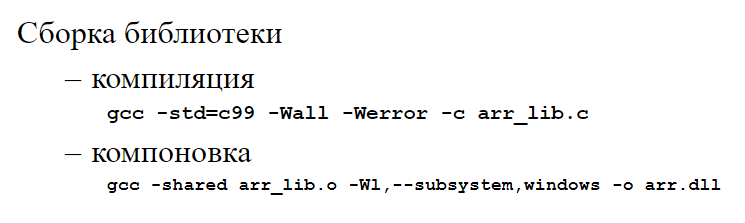 Сборка библиотеки
– компиляция
gcc -std=c99 -Wall -Werror -c arr_lib.c
– компоновка
gcc -shared arr_lib.o -Wl,--subsystem,windows -o arr.dll